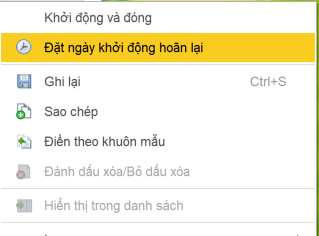 Khởi động và đóng
Đặt ngày khởi động hoãn lại
Ghi lại Ctrl+S
Sao chép
Điền theo khuôn mẫu
Đánh dấu xóa/Bỏ dấu xóa
Hiển thị trong danh sách